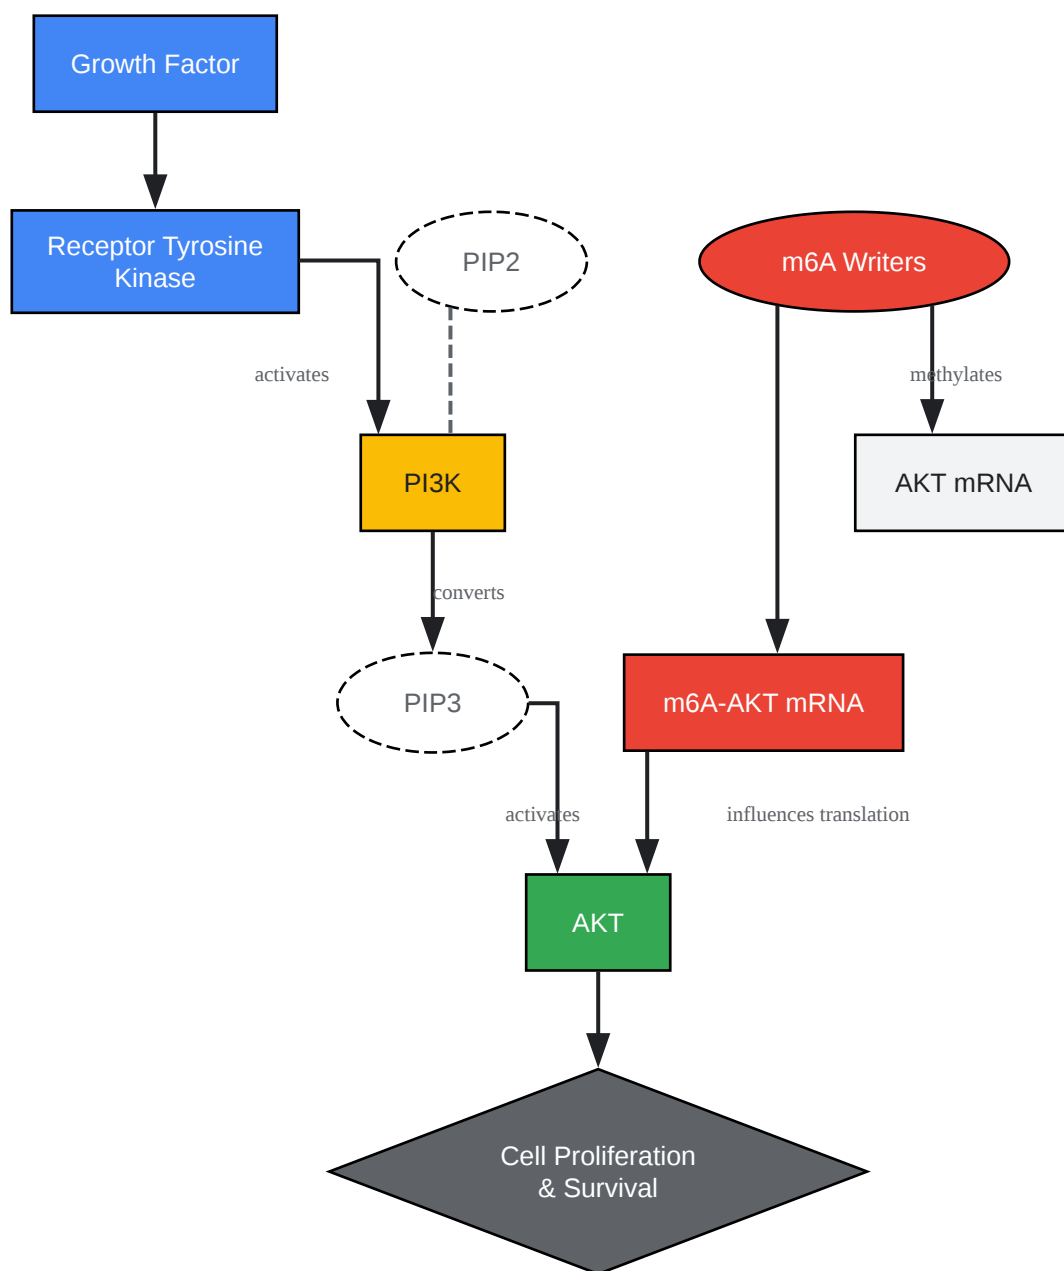 Growth Factor
Receptor Tyrosine
Kinase
PIP2
m6A Writers
activates
methylates
PI3K
AKT mRNA
converts
PIP3
m6A-AKT mRNA
activates
influences translation
AKT
Cell Proliferation
& Survival